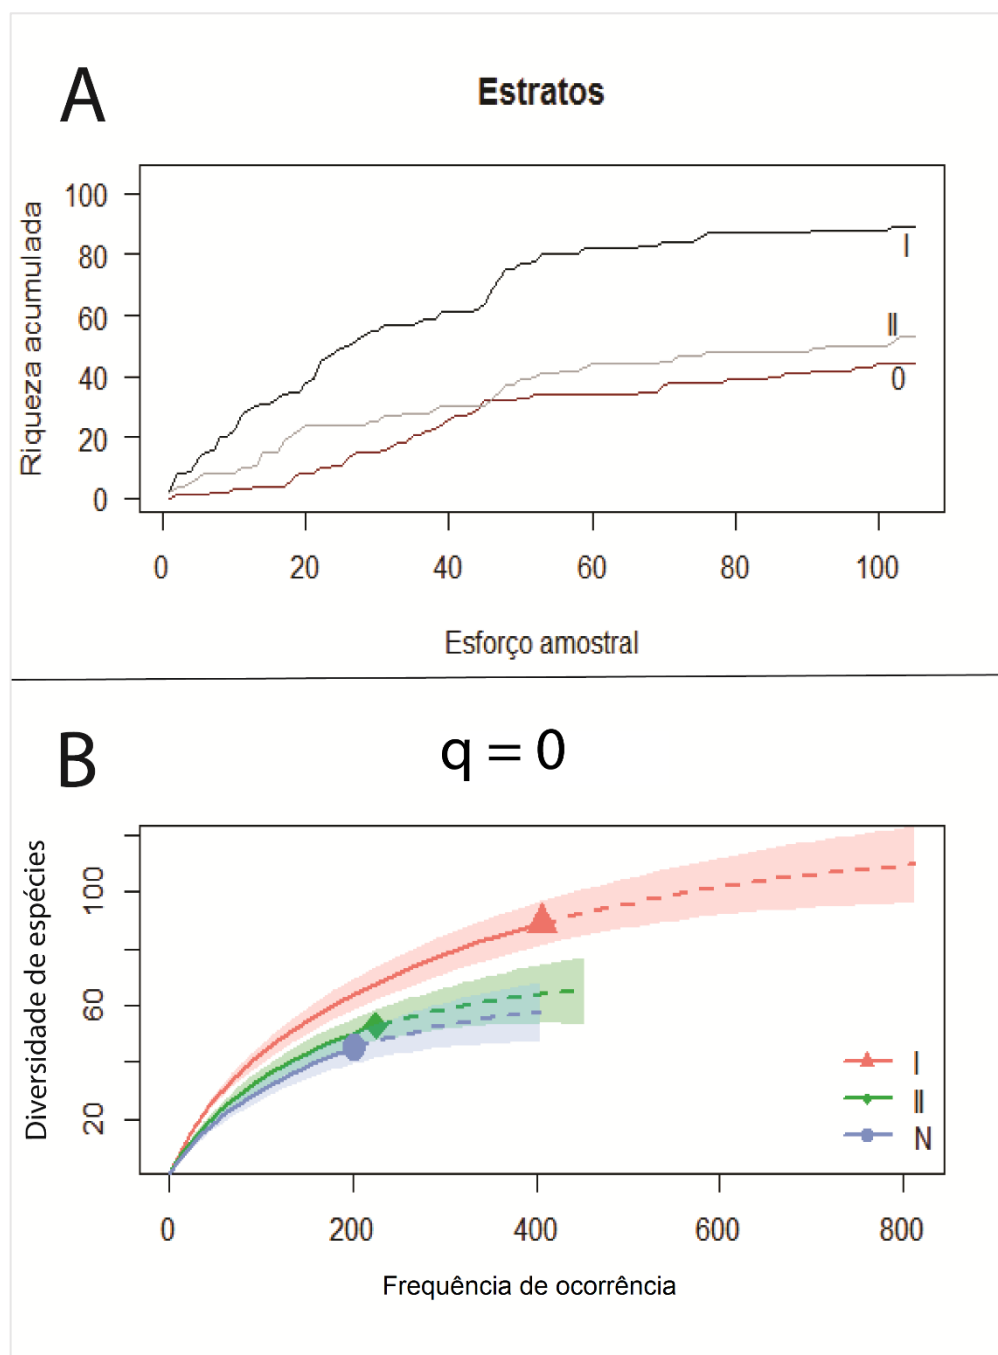 A
Estratos
Riqueza acumulada
100
80
60
40
20
0
I
II
0
0 20 40 60 80 100
Esforço amostral
B
q = 0
Diversidade de espécies
100
60
20
I
II
N
0 200 400 600 800
Frequência de ocorrência